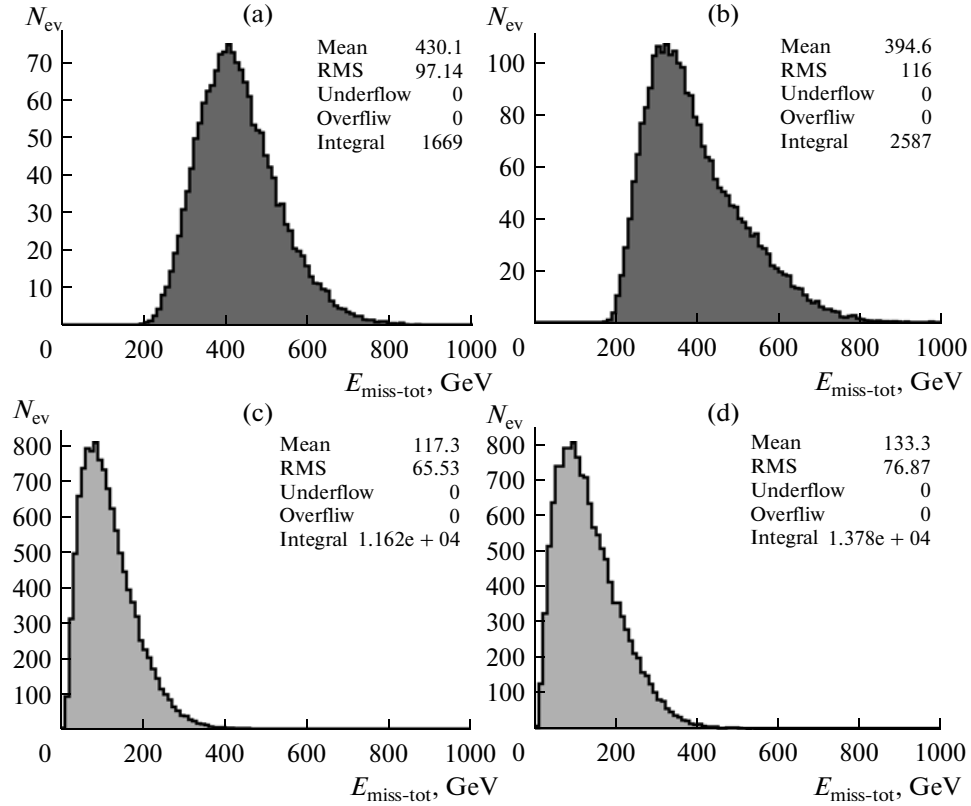 (a)
N_ev
Mean 430.1
RMS 97.14
Underflow 0
Overfliw 0
Integral 1669
70
60
50
40
30
20
10
0 200 400 600 800 1000
E_miss-tot, GeV
(b)
N_ev
Mean 394.6
RMS 116
Underflow 0
Overfliw 0
Integral 2587
100
80
60
40
20
0 200 400 600 800 1000
E_miss-tot, GeV
(c)
N_ev
Mean 117.3
RMS 65.53
Underflow 0
Overfliw 0
Integral 1.162e + 04
800
700
600
500
400
300
200
100
0 200 400 600 800 1000
E_miss-tot, GeV
(d)
N_ev
Mean 133.3
RMS 76.87
Underflow 0
Overfliw 0
Integral 1.378e + 04
800
700
600
500
400
300
200
100
0 200 400 600 800 1000
E_miss-tot, GeV